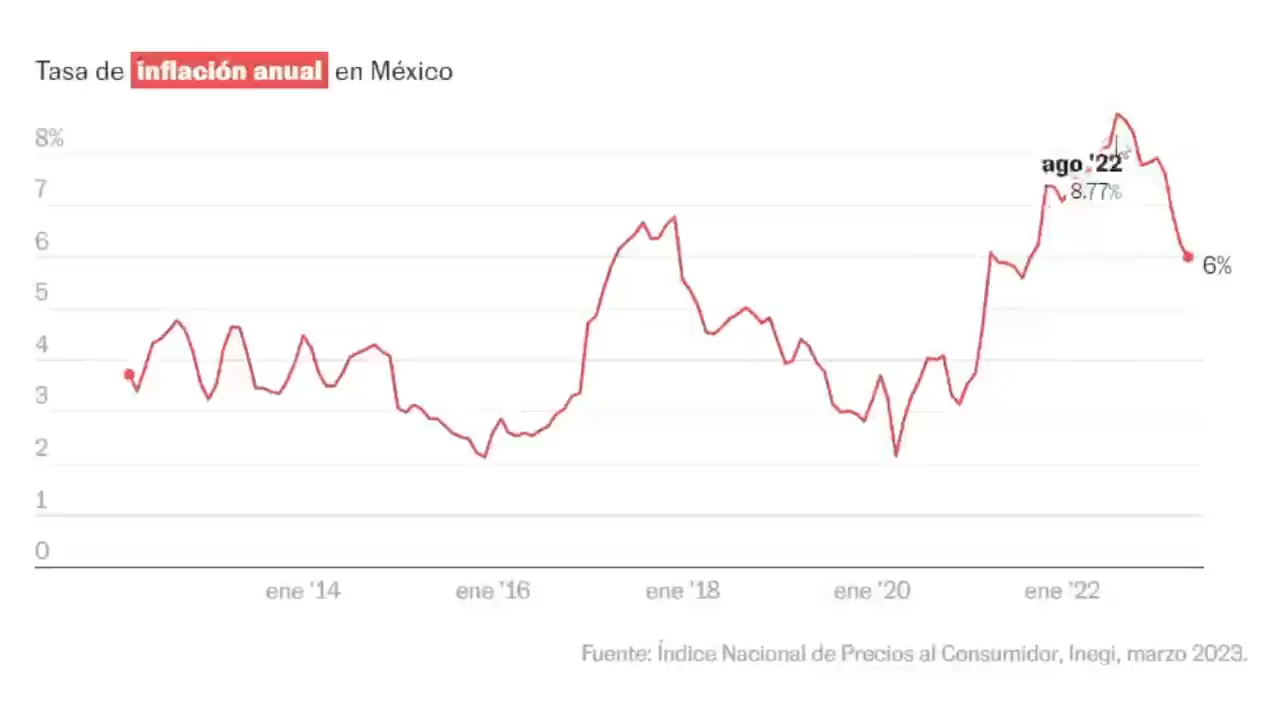 Tasa de inflación anual en México
8%
7
6
5
4
3
2
1
0
ago '22
8.77%
6%
ene '14 ene '16 ene '18 ene '20 ene '22
Fuente: Índice Nacional de Precios al Consumidor, Inegi, marzo 2023.